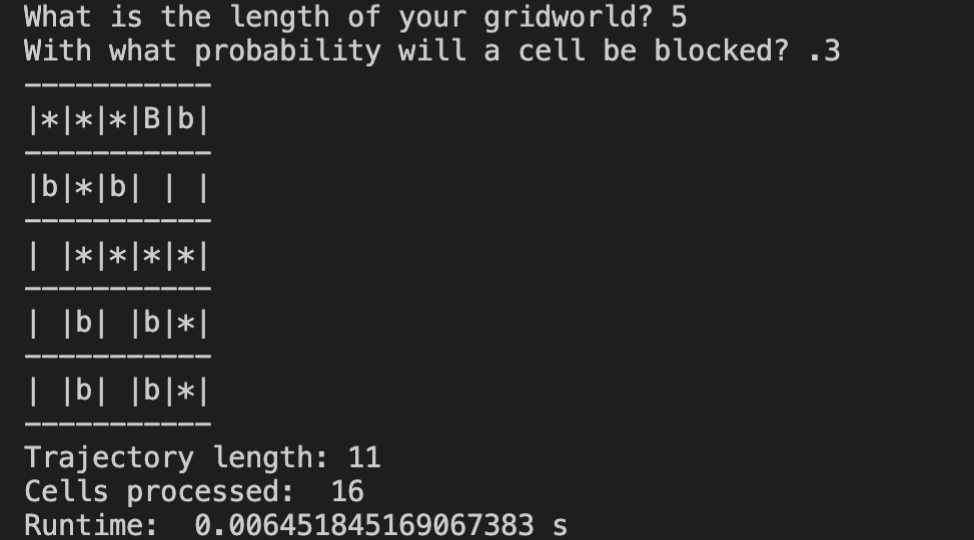 What is the length of your gridworld? 5
With what probability will a cell be blocked? .3
-----------
|*|*|*|B|b|
-----------
|b|*|b| | |
-----------
| |*|*|*|*|
-----------
| |b| |b|*|
-----------
| |b| |b|*|
-----------
Trajectory length: 11
Cells processed:  16
Runtime:  0.006451845169067383 s